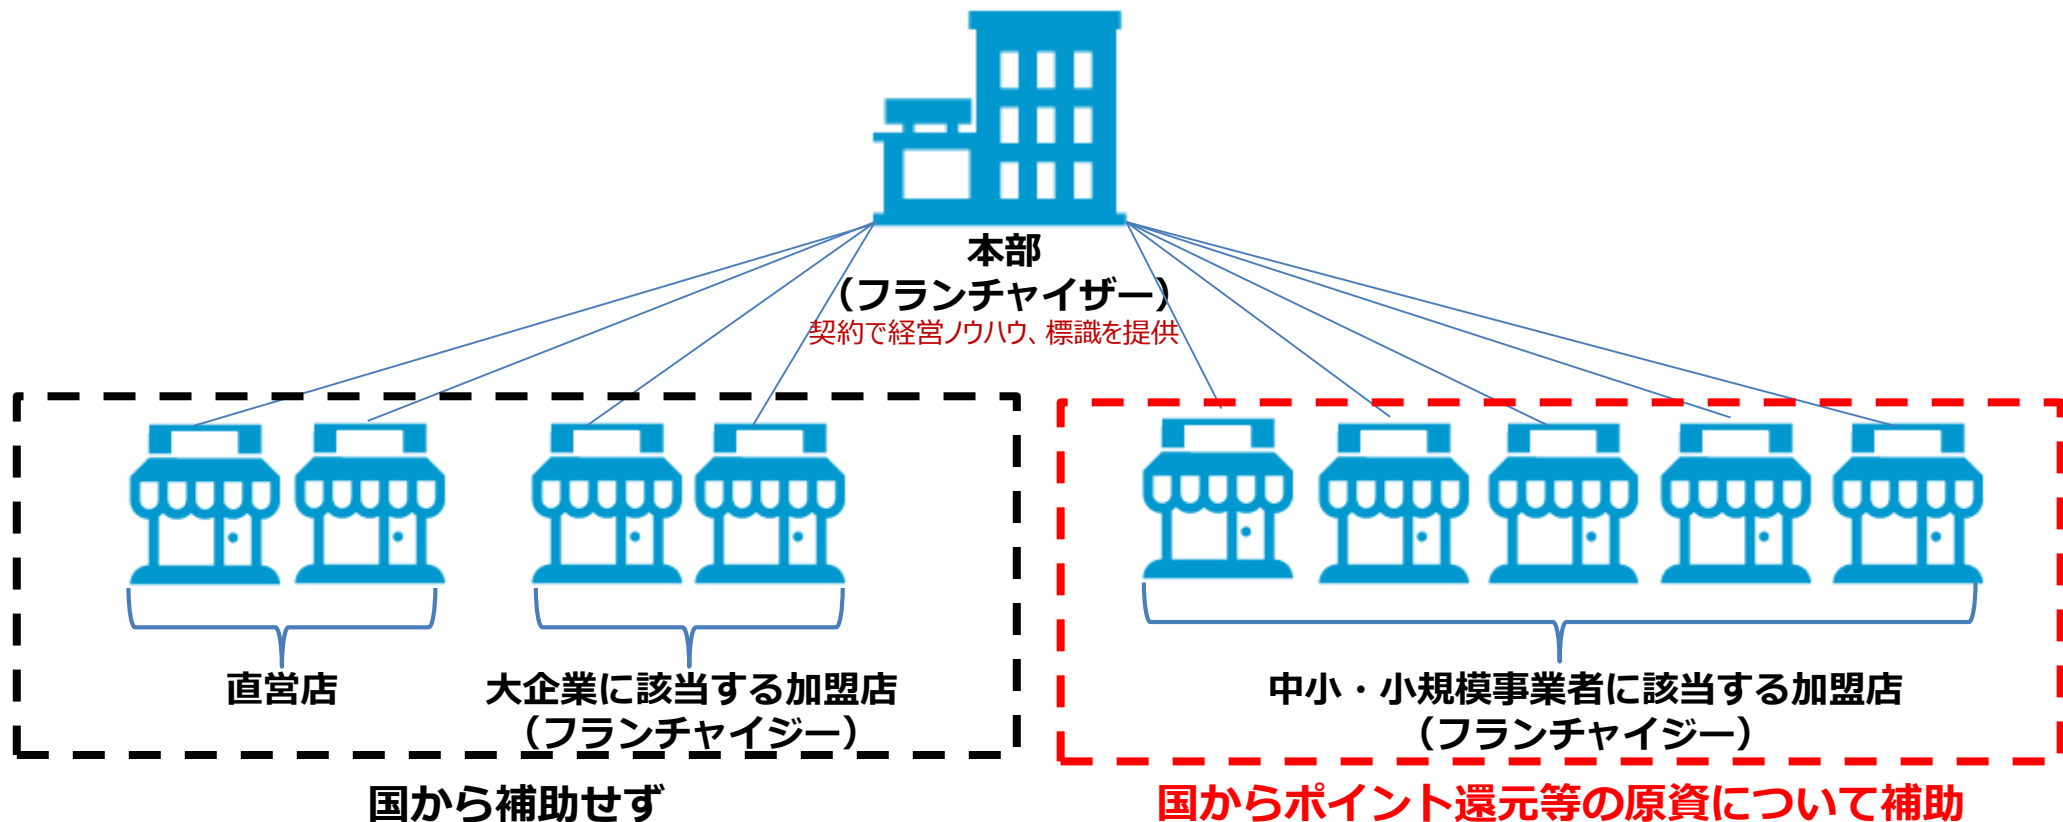 本部
（フランチャイザー）
契約で経営ノウハウ、標識を提供
直営店
大企業に該当する加盟店
（フランチャイジー）
国から補助せず
中小・小規模事業者に該当する加盟店
（フランチャイジー）
国からポイント還元等の原資について補助